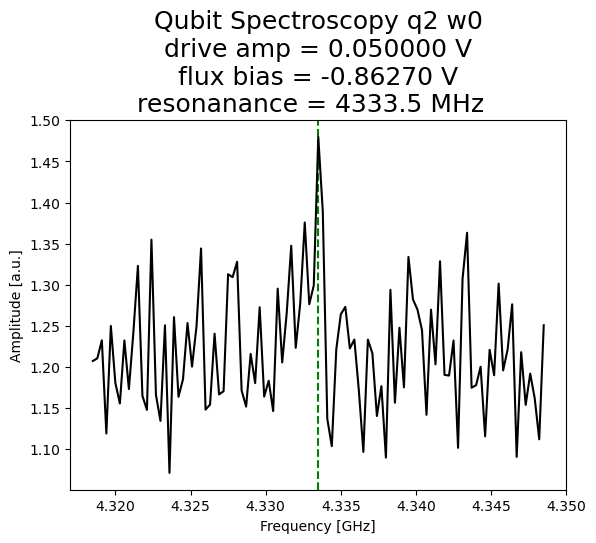 Qubit Spectroscopy q2 w0
drive amp = 0.050000 V
flux bias = -0.86270 V
resonanance = 4333.5 MHz
1.50
1.45
1.40
1.35
1.30
1.25
1.20
1.15
1.10
Amplitude [a.u.]
4.320 4.325 4.330 4.335 4.340 4.345 4.350
Frequency [GHz]